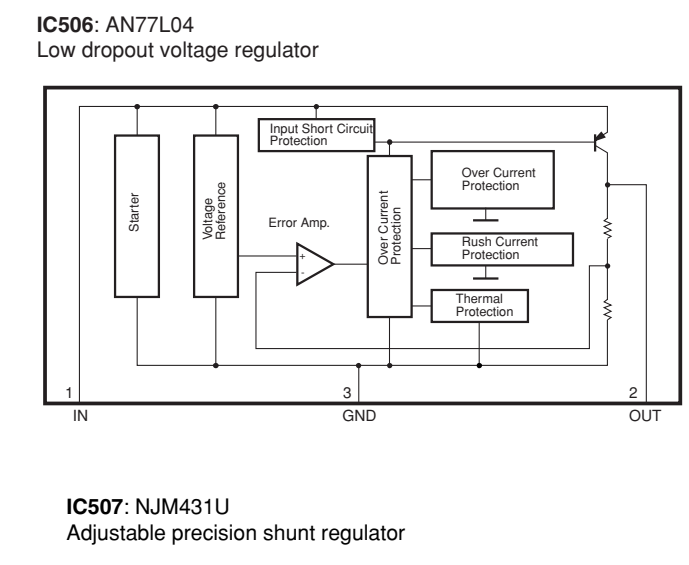 IC506: AN77L04
Low dropout voltage regulator
Input Short Circuit
Protection
Starter
Voltage
Reference
Error Amp.
+
-
Over Current
Protection
Over Current
Protection
Rush Current
Protection
Thermal
Protection
1
3
2
IN
GND
OUT
IC507: NJM431U
Adjustable precision shunt regulator